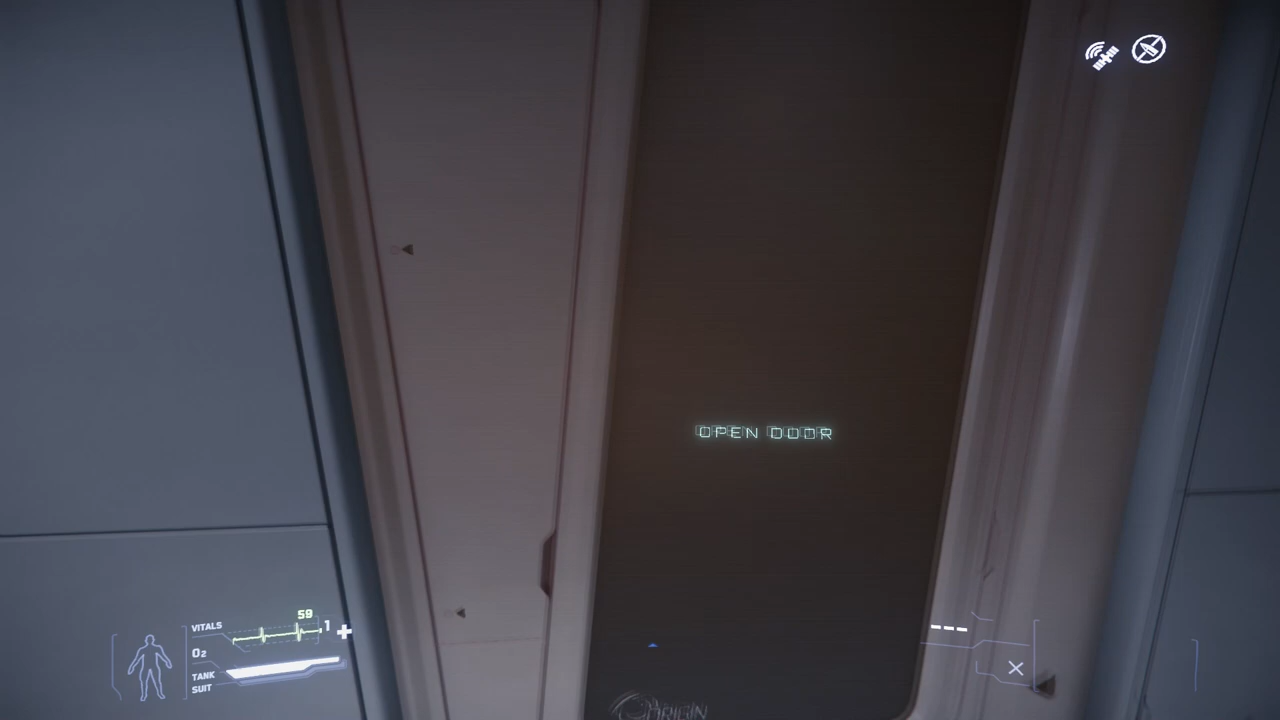 OPEN DOOR
59
VITALS
1
O₂
TANK
SUIT
ORIGIN